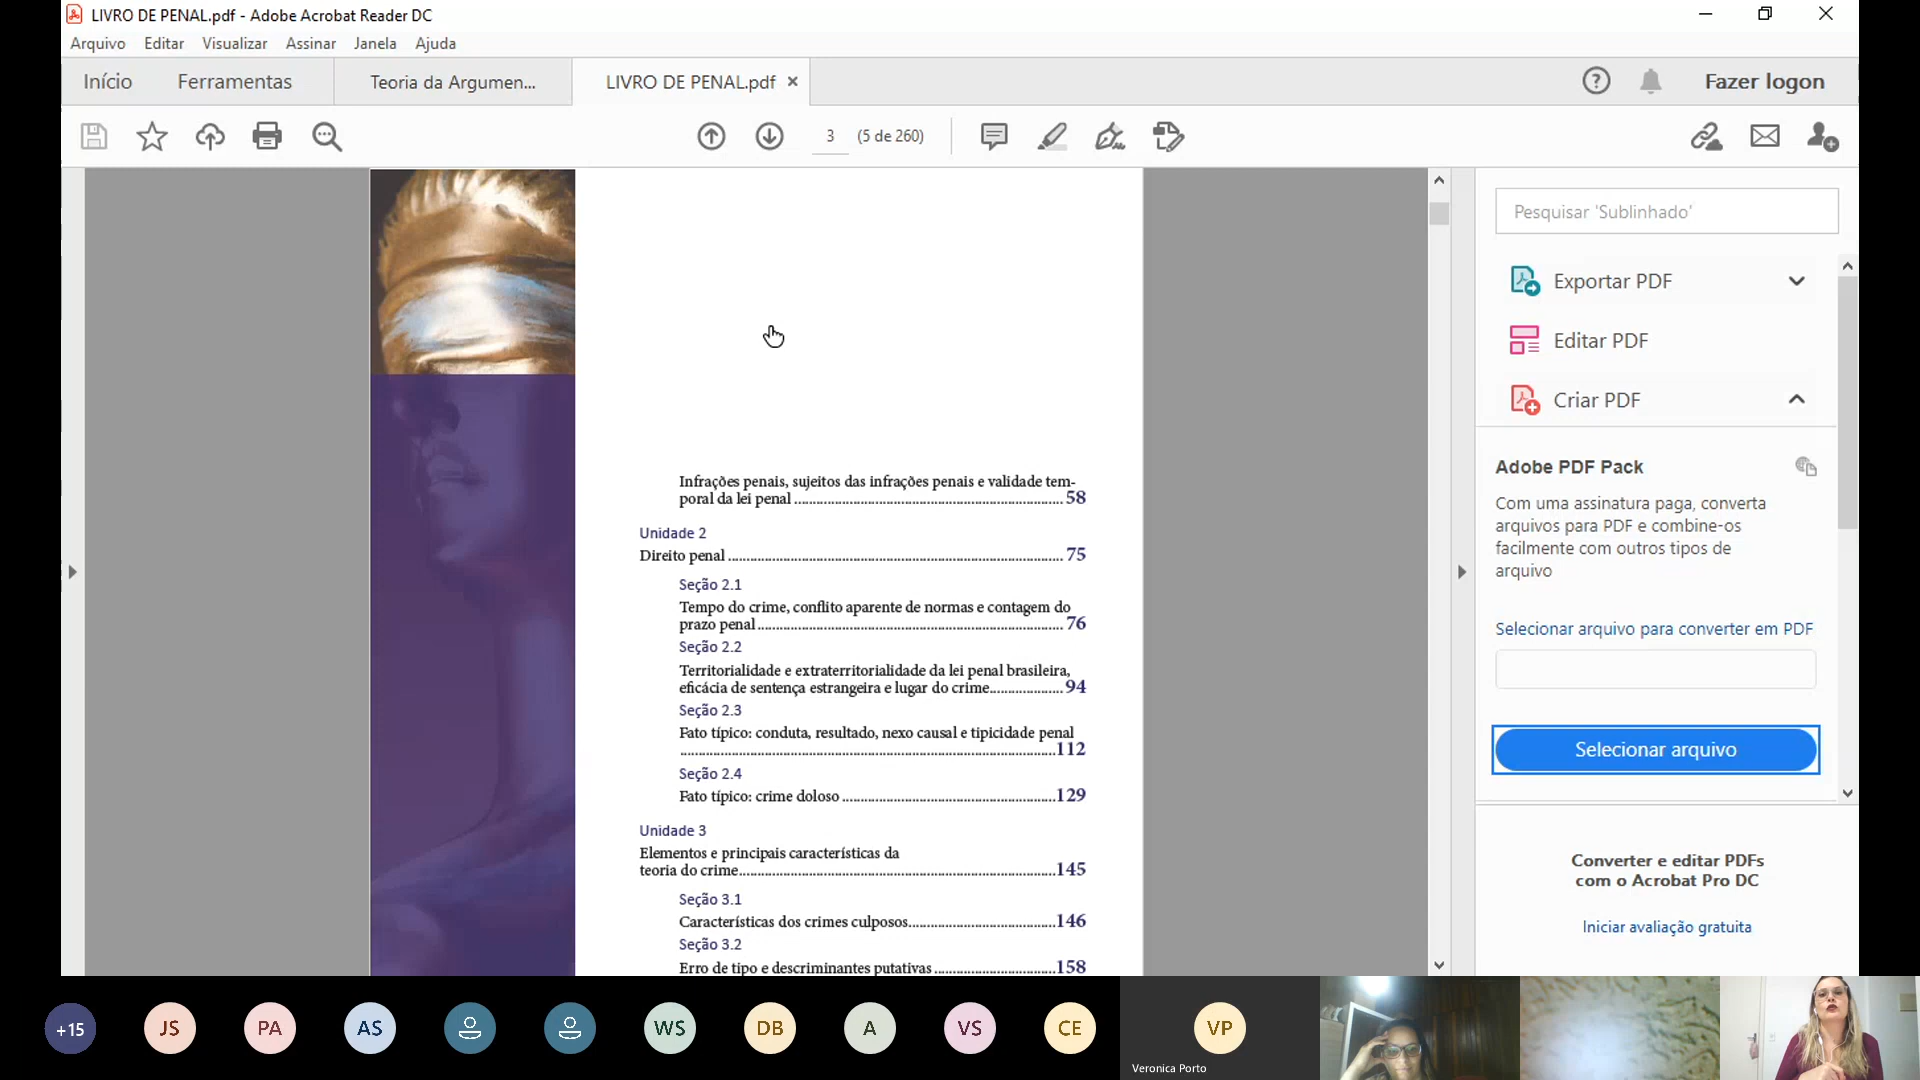 LIVRO DE PENAL.pdf - Adobe Acrobat Reader DC
Arquivo Editar Visualizar Assinar Janela Ajuda
Início Ferramentas Teoria da Argumen... LIVRO DE PENAL.pdf × Fazer logon
3 (5 de 260)
Infrações penais, sujeitos das infrações penais e validade tem-
poral da lei penal ........ 58
Unidade 2
Direito penal ........ 75
Seção 2.1
Tempo do crime, conflito aparente de normas e contagem do
prazo penal ........ 76
Seção 2.2
Territorialidade e extraterritorialidade da lei penal brasileira,
eficácia de sentença estrangeira e lugar do crime ........ 94
Seção 2.3
Fato típico: conduta, resultado, nexo causal e tipicidade penal
........ 112
Seção 2.4
Fato típico: crime doloso ........ 129
Unidade 3
Elementos e principais características da
teoria do crime ........ 145
Seção 3.1
Características dos crimes culposos ........ 146
Seção 3.2
Erro de tipo e descriminantes putativas ........ 158
Pesquisar 'Sublinhado'
Exportar PDF
Editar PDF
Criar PDF
Adobe PDF Pack
Com uma assinatura paga, converta
arquivos para PDF e combine-os
facilmente com outros tipos de
arquivo
Selecionar arquivo para converter em PDF
Selecionar arquivo
Converter e editar PDFs
com o Acrobat Pro DC
Iniciar avaliação gratuita
+15 JS PA AS WS DB A VS CE VP
Veronica Porto